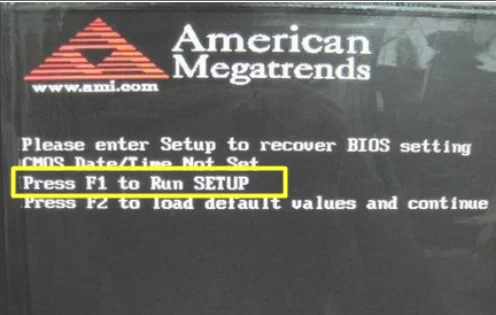 American
Megatrends
www.ami.com
Please enter Setup to recover BIOS setting
CMOS Date/Time Not Set
Press F1 to Run SETUP
Press F2 to load default values and continue